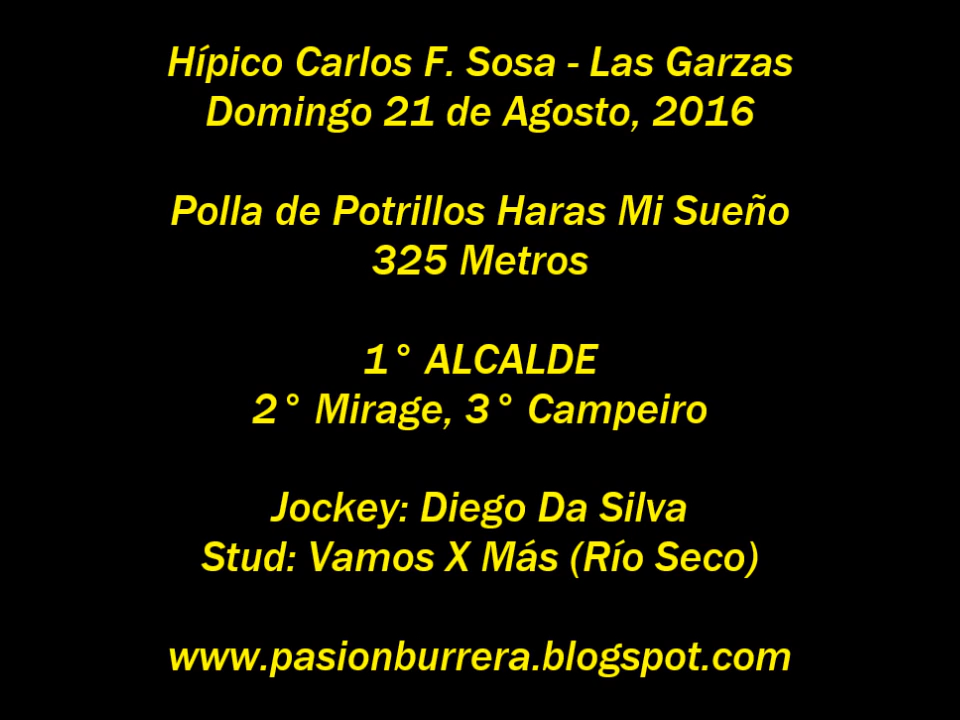 Hípico Carlos F. Sosa - Las Garzas
Domingo 21 de Agosto, 2016
Polla de Potrillos Haras Mi Sueño
325 Metros
1° ALCALDE
2° Mirage, 3° Campeiro
Jockey: Diego Da Silva
Stud: Vamos X Más (Río Seco)
www.pasionburrera.blogspot.com